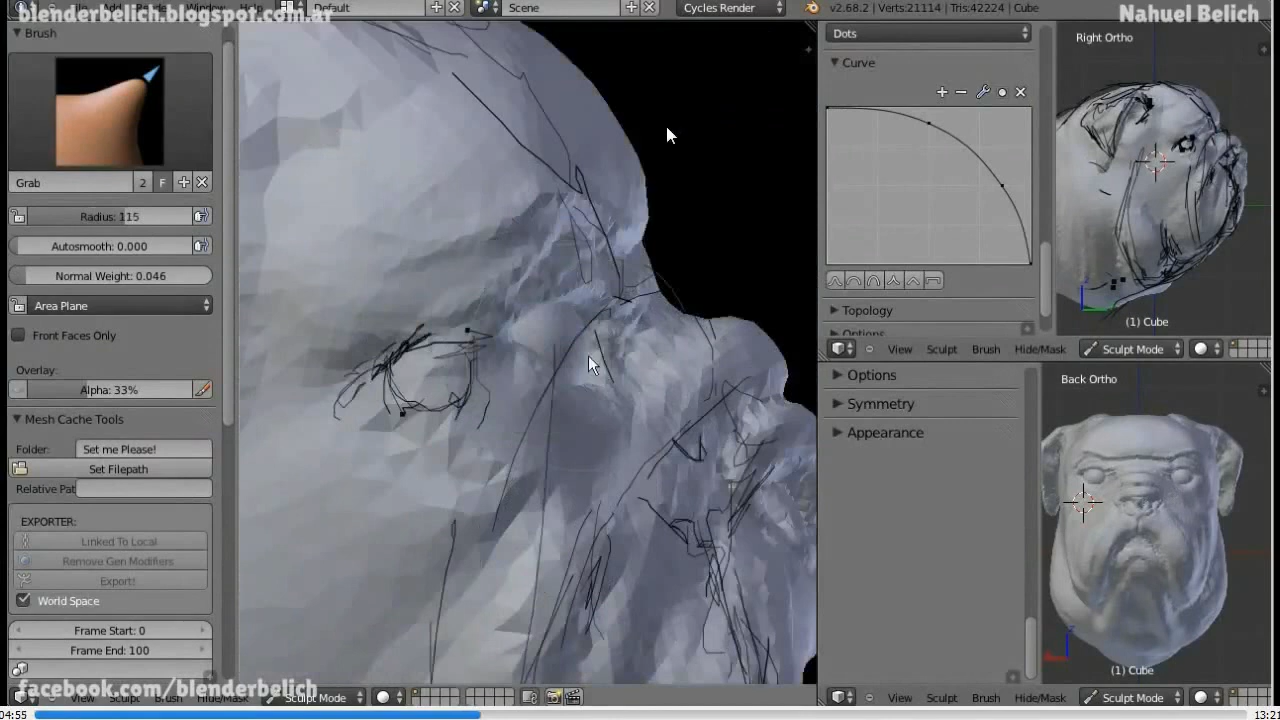 blenderbelich.blogspot.com.ar
Default
Scene
Cycles Render
v2.68.2 | Verts:21114 | Tris:42224 | Cube
Nahuel Belich
Brush
Grab
2
F
Radius: 115
Autosmooth: 0.000
Normal Weight: 0.046
Area Plane
Front Faces Only
Overlay:
Alpha: 33%
Mesh Cache Tools
Folder:
Set me Please!
Set Filepath
Relative Pat
EXPORTER:
Linked To Local
Remove Gen Modifiers
Export!
World Space
Frame Start: 0
Frame End: 100
facebook.com/blenderbelich
View Sculpt Brush Hide/Mask
Sculpt Mode
Dots
Curve
Topology
Options
Right Ortho
(1) Cube
View Sculpt Brush Hide/Mask Sculpt Mode
Options
Symmetry
Appearance
Back Ortho
(1) Cube
View Sculpt Brush Hide/Mask Sculpt Mode
04:55
13:21